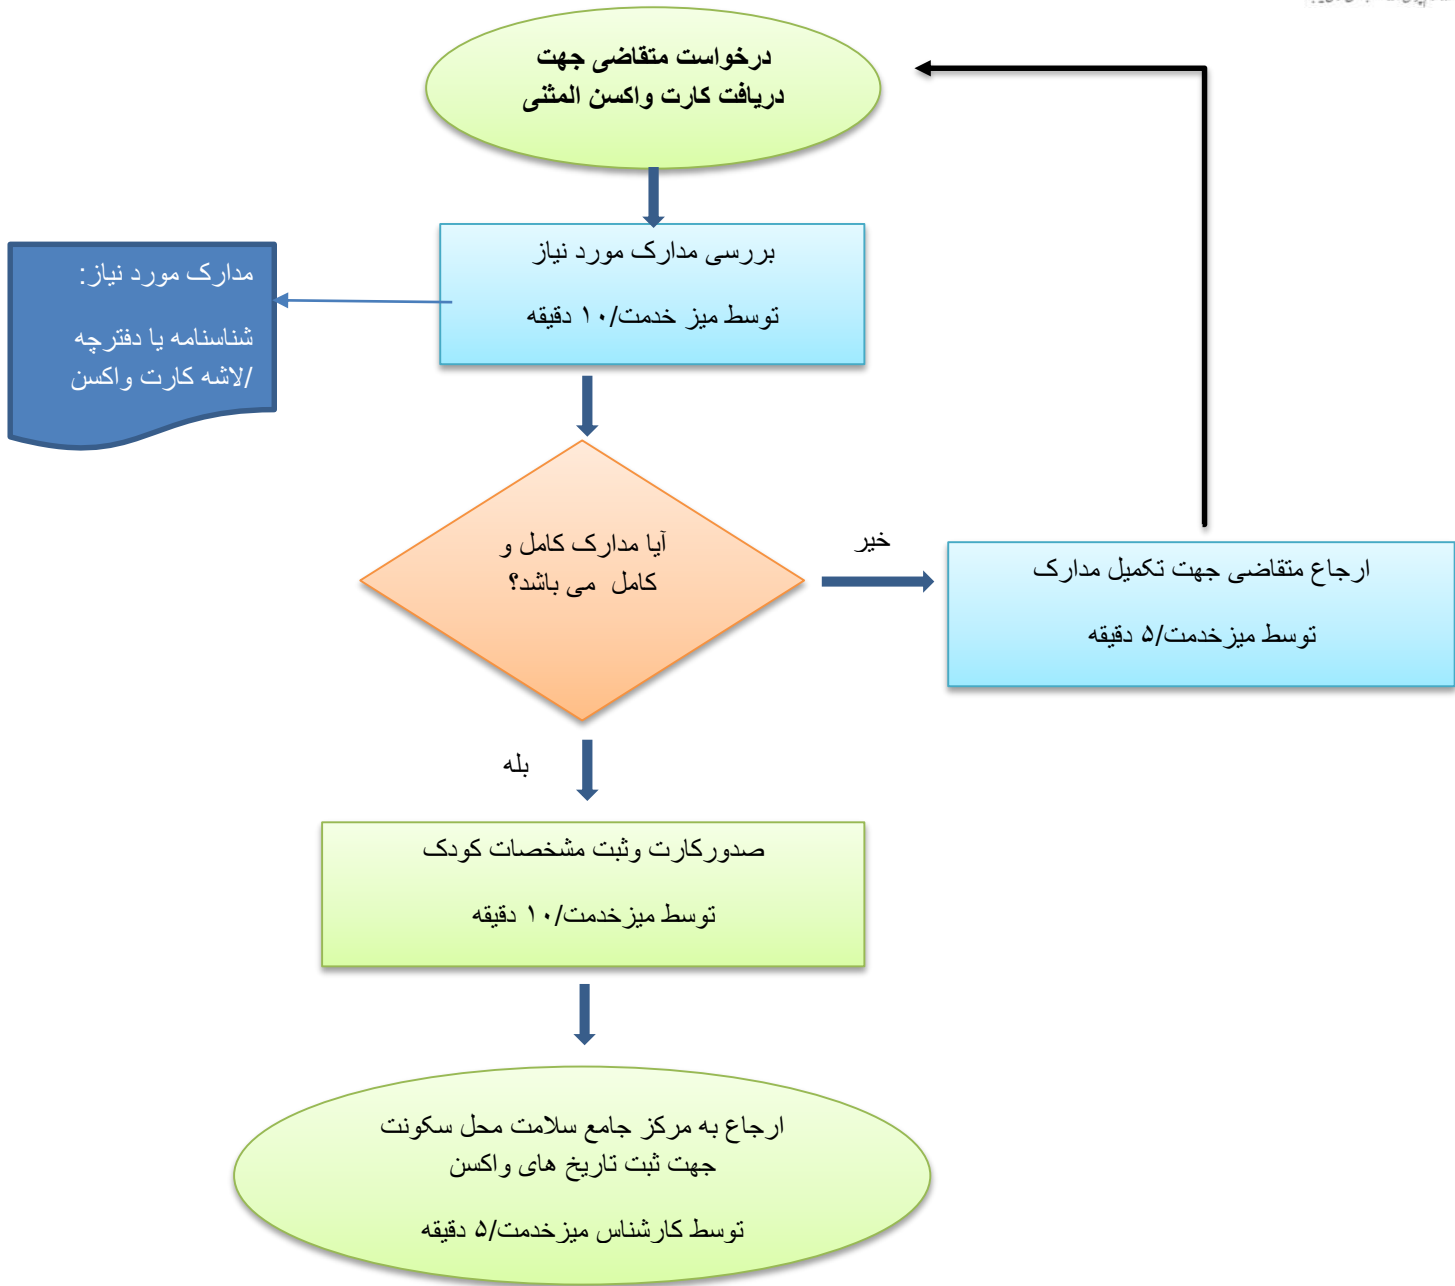 درخواست متقاضی جهت
دریافت کارت واکسن المثنی
بررسی مدارک مورد نیاز
توسط میز خدمت/۱۰ دقیقه
مدارک مورد نیاز:
شناسنامه یا دفترچه
/لاشه کارت واکسن
آیا مدارک کامل و
کامل می باشد؟
خیر
ارجاع متقاضی جهت تکمیل مدارک
توسط میزخدمت/۵ دقیقه
بله
صدورکارت وثبت مشخصات کودک
توسط میزخدمت/۱۰ دقیقه
ارجاع به مرکز جامع سلامت محل سکونت
جهت ثبت تاریخ های واکسن
توسط کارشناس میزخدمت/۵ دقیقه